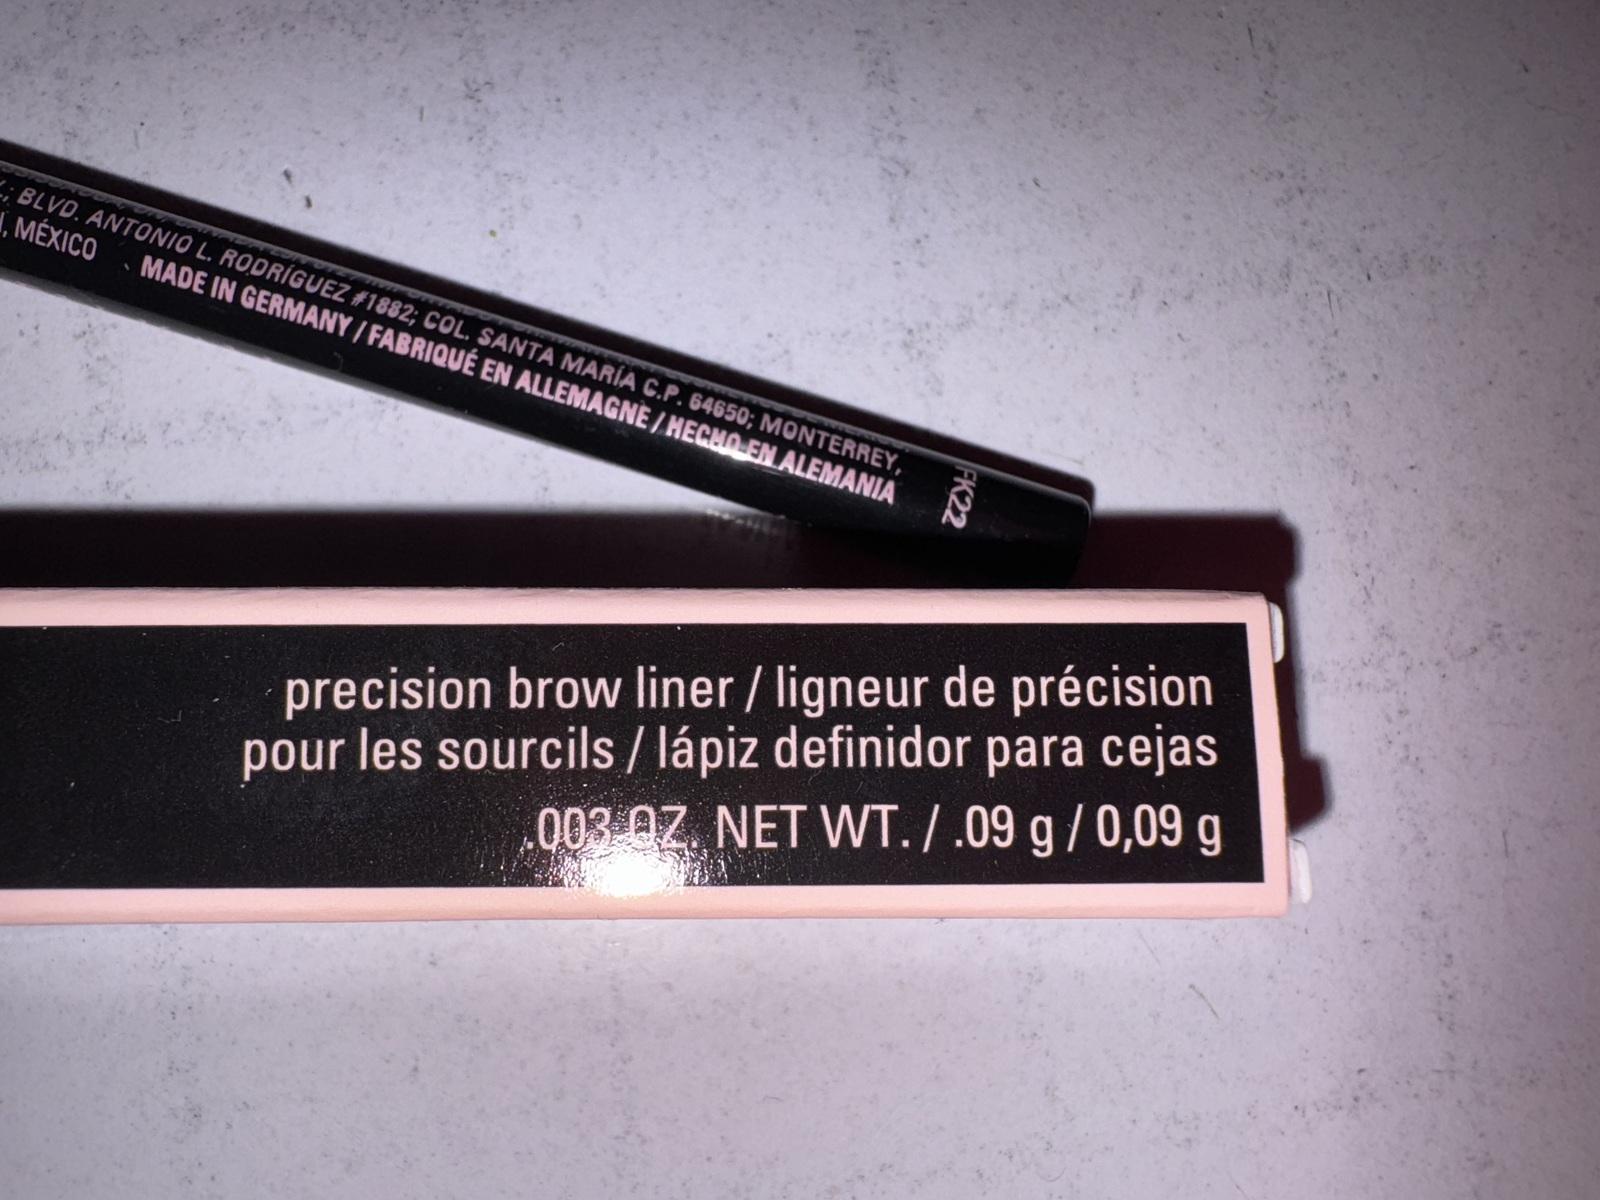 BLVD. ANTONIO L. RODRÍGUEZ #1882; COL. SANTA MARÍA C.P. 64650; MONTERREY,
MÉXICO
MADE IN GERMANY / FABRIQUÉ EN ALLEMAGNE / HECHO EN ALEMANIA
FK22
precision brow liner / ligneur de précision
pour les sourcils / lápiz definidor para cejas
.003 OZ. NET WT. / .09 g / 0,09 g